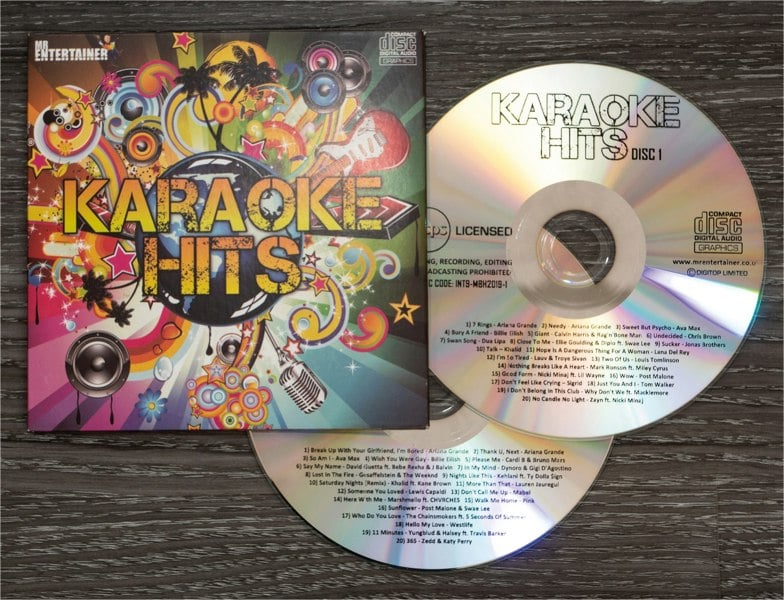 MR
ENTERTAINER
COMPACT
disc
DIGITAL AUDIO
GRAPHICS
KARAOKE
HITS
KARAOKE
HITS DISC 1
LICENSED
COMPACT
disc
DIGITAL AUDIO
GRAPHICS
NG, RECORDING, EDITING
ADCASTING PROHIBITED
C CODE: INT9-MBH2019-1
www.mrentertainer.co.u
© DIGITOP LIMITED
1) 7 Rings - Ariana Grande 2) Needy - Ariana Grande 3) Sweet But Psycho - Ava Max
4) Bury A Friend - Billie Eilish 5) Giant - Calvin Harris & Rag'n'Bone Man 6) Undecided - Chris Brown
7) Swan Song - Dua Lipa 8) Close To Me - Ellie Goulding & Diplo ft. Swae Lee 9) Sucker - Jonas Brothers
10) Talk - Khalid 11) Hope Is A Dangerous Thing For A Woman - Lana Del Rey
12) I'm So Tired - Lauv & Troye Sivan 13) Two Of Us - Louis Tomlinson
14) Nothing Breaks Like A Heart - Mark Ronson ft. Miley Cyrus
15) Good Form - Nicki Minaj ft. Lil Wayne 16) Wow - Post Malone
17) Don't Feel Like Crying - Sigrid 18) Just You And I - Tom Walker
19) I Don't Belong In This Club - Why Don't We ft. Macklemore
20) No Candle No Light - Zayn ft. Nicki Minaj
1) Break Up With Your Girlfriend, I'm Bored - Ariana Grande 2) Thank U, Next - Ariana Grande
3) So Am I - Ava Max 4) Wish You Were Gay - Billie Eilish 5) Please Me - Cardi B & Bruno Mars
6) Say My Name - David Guetta ft. Bebe Rexha & J Balvin 7) In My Mind - Dynoro & Gigi D'Agostino
8) Lost In The Fire - Gesaffelstein & The Weeknd 9) Nights Like This - Kehlani ft. Ty Dolla Sign
10) Saturday Nights (Remix) - Khalid ft. Kane Brown 11) More Than That - Lauren Jauregui
12) Someone You Loved - Lewis Capaldi 13) Don't Call Me Up - Mabel
14) Here With Me - Marshmello ft. CHVRCHES 15) Walk Me Home - Pink
16) Sunflower - Post Malone & Swae Lee
17) Who Do You Love - The Chainsmokers ft. 5 Seconds Of Summer
18) Hello My Love - Westlife
19) 11 Minutes - Yungblud & Halsey ft. Travis Barker
20) 365 - Zedd & Katy Perry